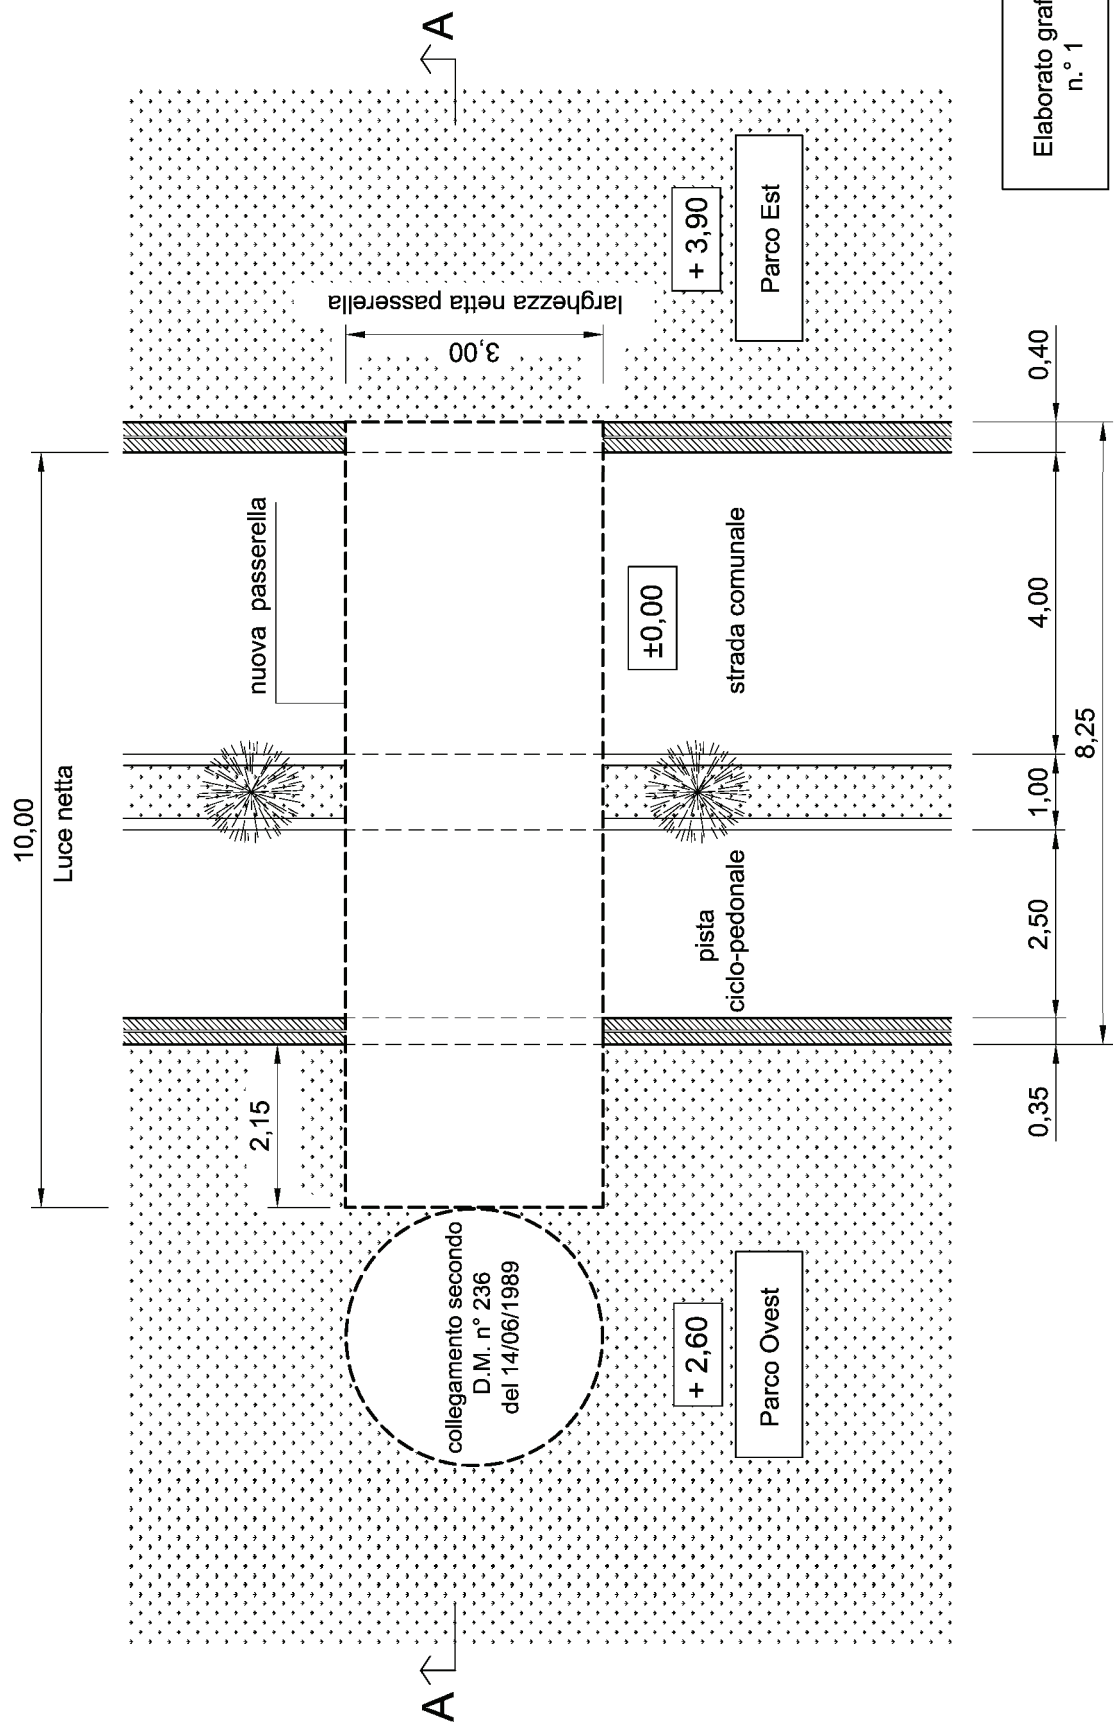 10,00
Luce netta
A
A
2,15
nuova passerella
larghezza netta passerella
3,00
collegamento secondo
D.M. n° 236
del 14/06/1989
+ 2,60
Parco Ovest
pista
ciclo-pedonale
±0,00
strada comunale
+ 3,90
Parco Est
0,35
2,50
1,00
4,00
0,40
8,25
Elaborato
n.° 1